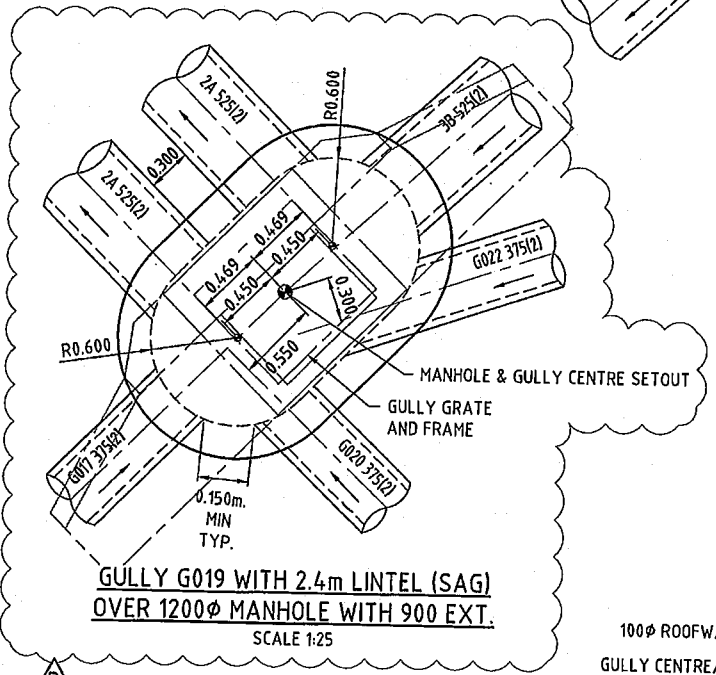 2A 525(2)
R0.600
3B-525(2)
2A 525(2)
0.300
0.469
0.450
0.469
0.450
0.300
0.550
G022 375(2)
R0.600
MANHOLE & GULLY CENTRE SETOUT
GULLY GRATE
AND FRAME
G017 375(2)
G020 375(2)
0.150m.
MIN
TYP.
GULLY G019 WITH 2.4m LINTEL (SAG)
OVER 1200Ø MANHOLE WITH 900 EXT.
SCALE 1:25
100Ø ROOFW
GULLY CENTRE